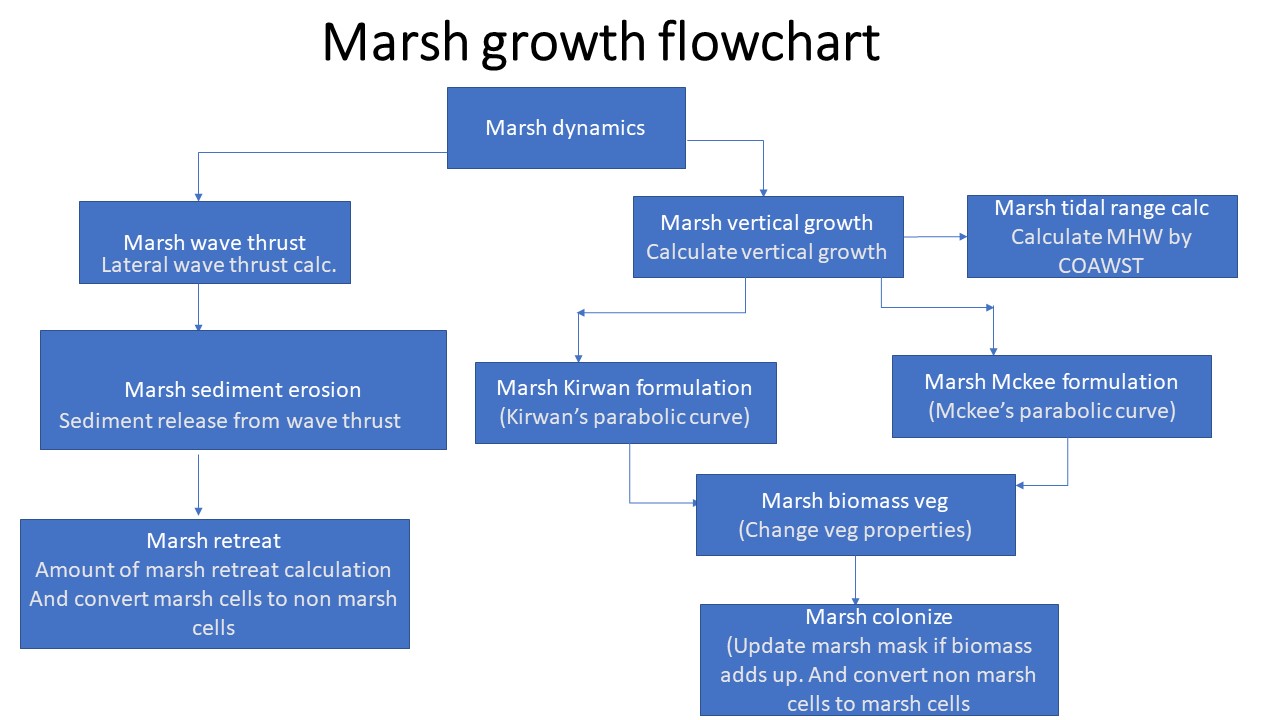 Marsh growth flowchart
Marsh dynamics
Marsh wave thrust
Lateral wave thrust calc.
Marsh vertical growth
Calculate vertical growth
Marsh tidal range calc
Calculate MHW by
COAWST
Marsh sediment erosion
Sediment release from wave thrust
Marsh Kirwan formulation
(Kirwan’s parabolic curve)
Marsh Mckee formulation
(Mckee’s parabolic curve)
Marsh retreat
Amount of marsh retreat calculation
And convert marsh cells to non marsh
cells
Marsh biomass veg
(Change veg properties)
Marsh colonize
(Update marsh mask if biomass
adds up. And convert non marsh
cells to marsh cells